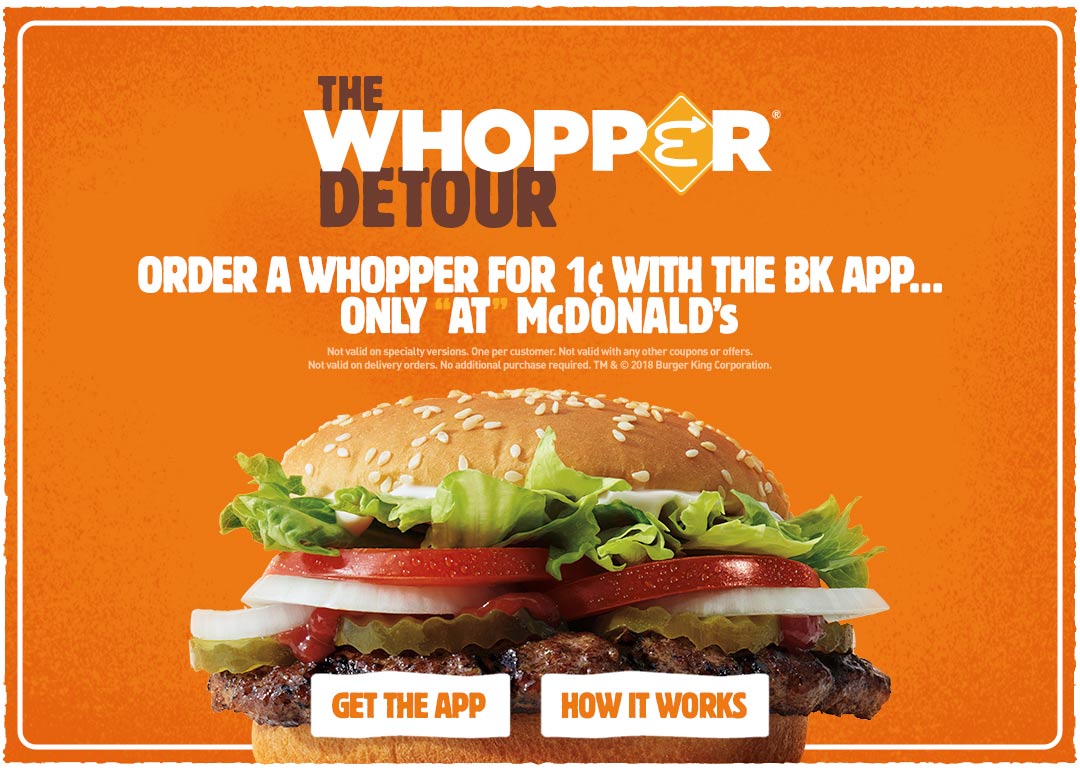 THE
WHOPPER®
DETOUR
ORDER A WHOPPER FOR 1¢ WITH THE BK APP...
ONLY “AT” McDONALD’s
Not valid on specialty versions. One per customer. Not valid with any other coupons or offers.
Not valid on delivery orders. No additional purchase required. TM & © 2018 Burger King Corporation.
GET THE APP
HOW IT WORKS